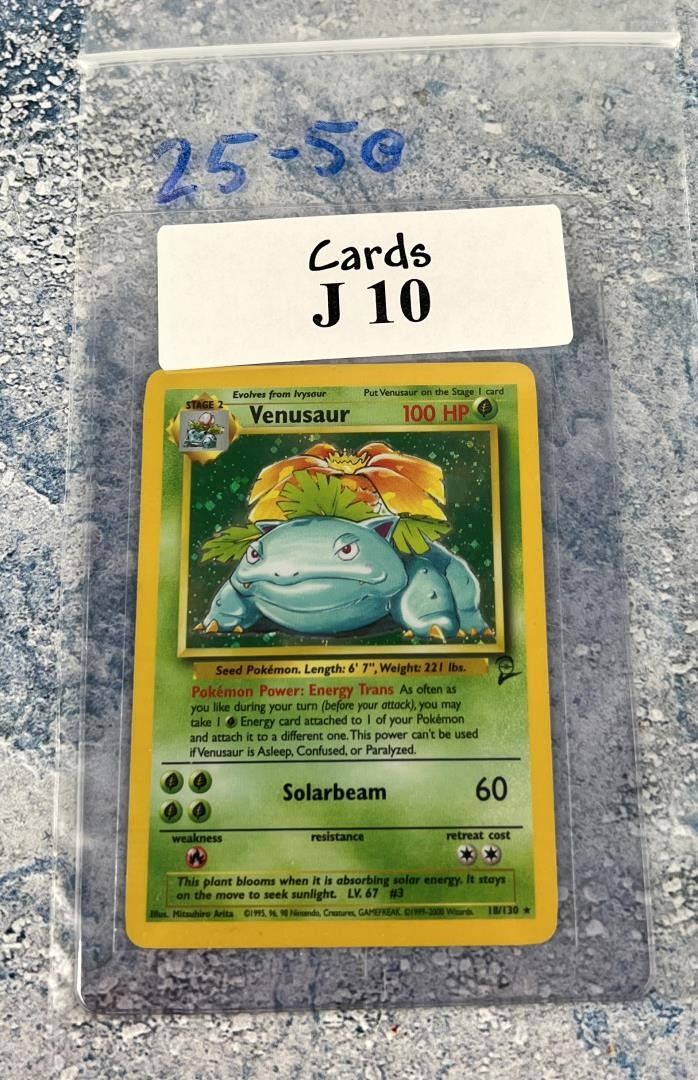 25-50
Cards
J 10
Evolves from Ivysaur Put Venusaur on the Stage 1 card
STAGE 2
Venusaur 100 HP
Seed Pokémon. Length: 6' 7", Weight: 221 lbs.
Pokémon Power: Energy Trans As often as
you like during your turn (before your attack), you may
take 1 Energy card attached to 1 of your Pokémon
and attach it to a different one. This power can't be used
if Venusaur is Asleep, Confused, or Paralyzed.
Solarbeam 60
weakness resistance retreat cost
This plant blooms when it is absorbing solar energy. It stays
on the move to seek sunlight. LV. 67 #3
Illus. Mitsuhiro Arita ©1995, 96, 98 Nintendo, Creatures, GAMEFREAK. ©1999-2000 Wizards. 18/130 ★